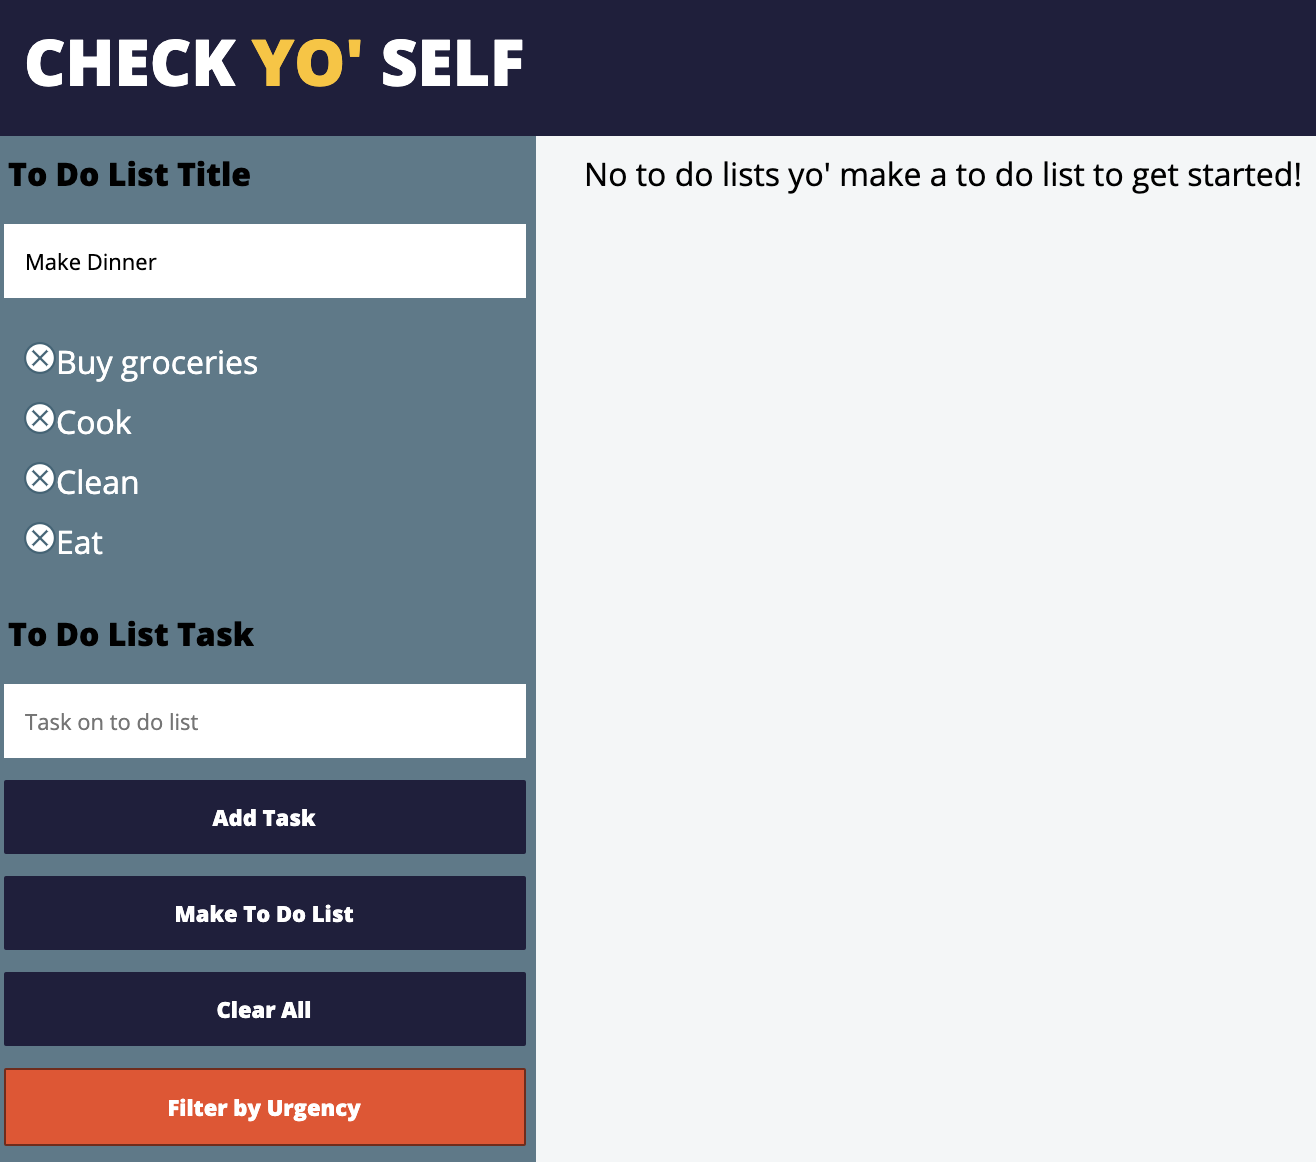 CHECK YO' SELF
To Do List Title
Make Dinner
Buy groceries
Cook
Clean
Eat
To Do List Task
Task on to do list
Add Task
Make To Do List
Clear All
Filter by Urgency
No to do lists yo' make a to do list to get started!